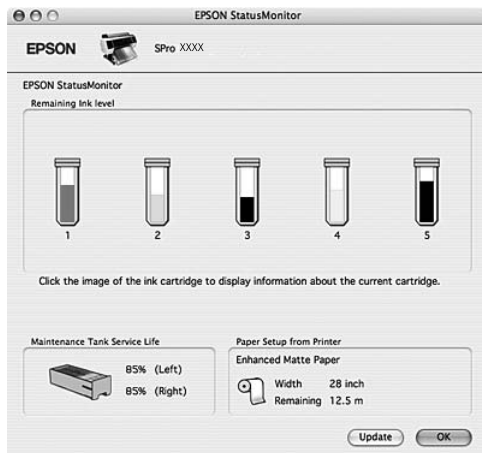 EPSON StatusMonitor
EPSON SPro XXXX
EPSON StatusMonitor
Remaining Ink level
1 2 3 4 5
Click the image of the ink cartridge to display information about the current cartridge.
Maintenance Tank Service Life
85% (Left)
85% (Right)
Paper Setup from Printer
Enhanced Matte Paper
Width 28 inch
Remaining 12.5 m
Update OK